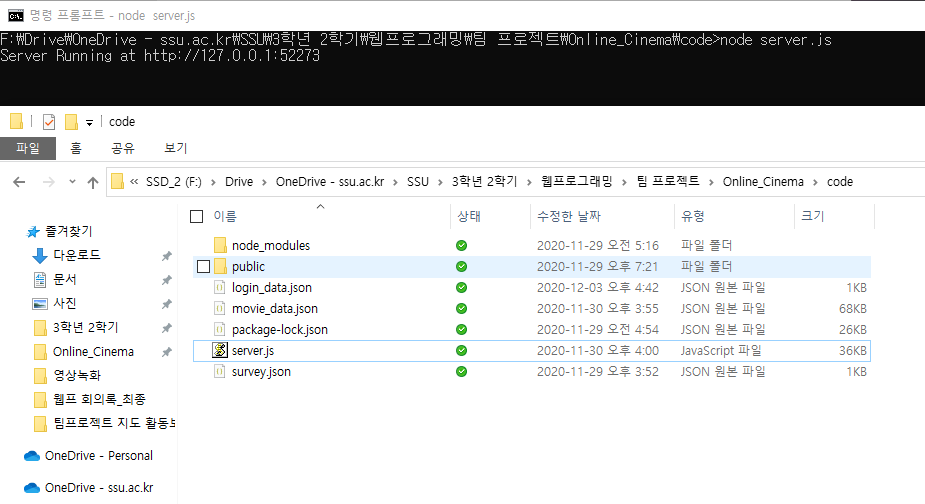 명령 프롬프트 - node  server.js
F:\Drive\OneDrive - ssu.ac.kr\SSU\3학년 2학기\웹프로그래밍\팀 프로젝트\Online_Cinema\code>node server.js
Server Running at http://127.0.0.1:52273
code
파일 홈 공유 보기
« SSD_2 (F:) > Drive > OneDrive - ssu.ac.kr > SSU > 3학년 2학기 > 웹프로그래밍 > 팀 프로젝트 > Online_Cinema > code
이름 상태 수정한 날짜 유형 크기
즐겨찾기
다운로드
문서
사진
3학년 2학기
Online_Cinema
영상녹화
웹프 회의록_최종
팀프로젝트 지도 활동보
OneDrive - Personal
OneDrive - ssu.ac.kr
node_modules 2020-11-29 오전 5:16 파일 폴더
public 2020-11-29 오후 7:21 파일 폴더
login_data.json 2020-12-03 오후 4:42 JSON 원본 파일 1KB
movie_data.json 2020-11-30 오후 3:55 JSON 원본 파일 68KB
package-lock.json 2020-11-29 오전 4:54 JSON 원본 파일 26KB
server.js 2020-11-30 오후 4:00 JavaScript 파일 36KB
survey.json 2020-11-29 오후 3:52 JSON 원본 파일 1KB